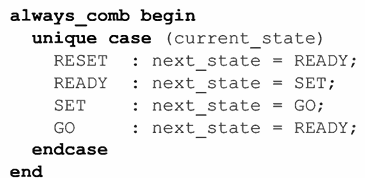 always_comb begin
  unique case (current_state)
    RESET  : next_state = READY;
    READY  : next_state = SET;
    SET    : next_state = GO;
    GO     : next_state = READY;
  endcase
end